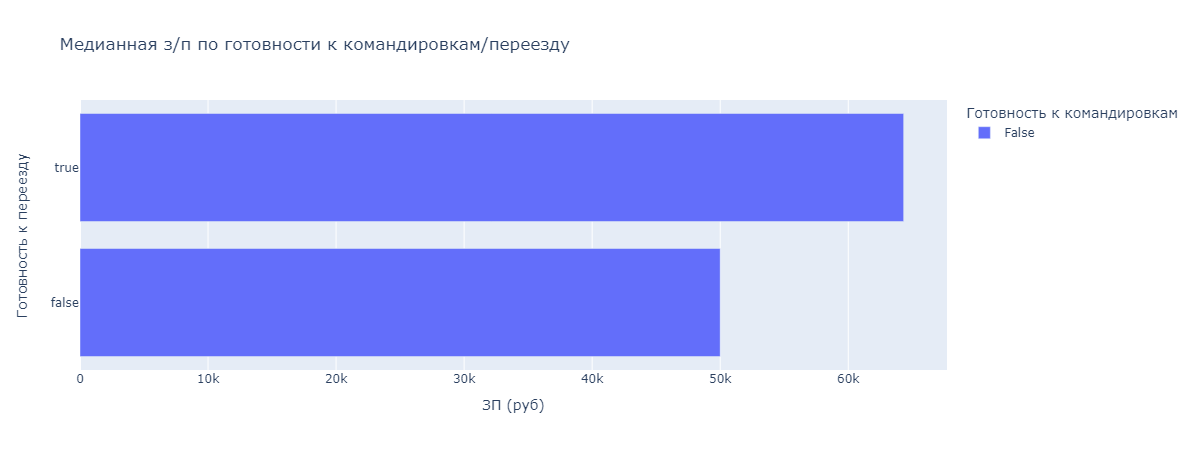 Медианная з/п по готовности к командировкам/переезду
Готовность к командировкам
False
Готовность к переезду
true
false
0 10k 20k 30k 40k 50k 60k
ЗП (руб)